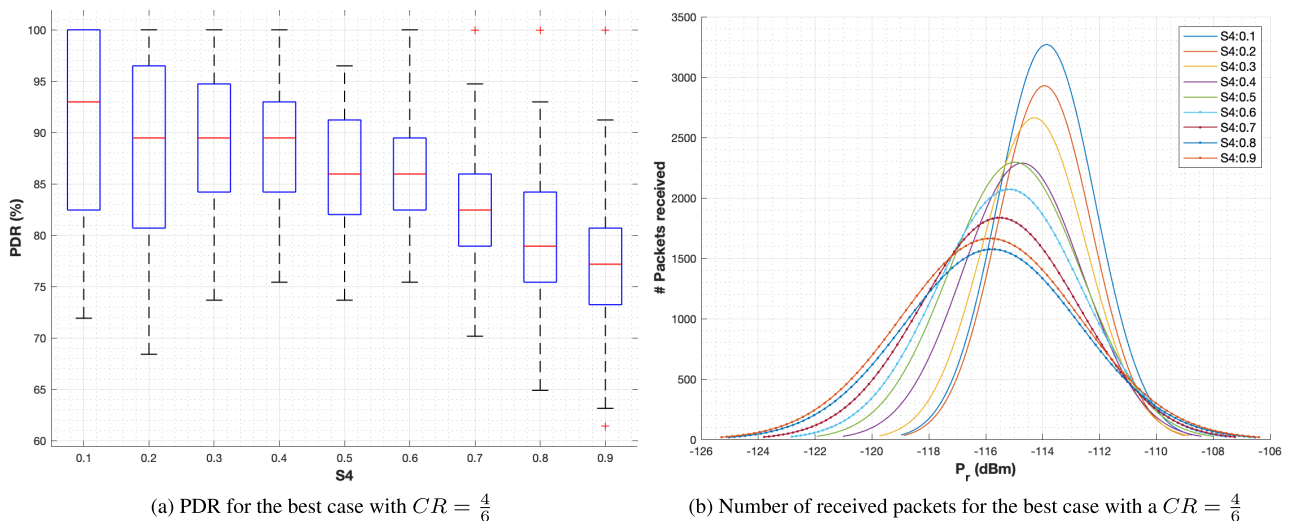 100
95
90
85
80
75
70
65
60
PDR (%)
0.1 0.2 0.3 0.4 0.5 0.6 0.7 0.8 0.9
S4
(a) PDR for the best case with CR = 4/6
3500
3000
2500
2000
1500
1000
500
0
# Packets received
S4:0.1
S4:0.2
S4:0.3
S4:0.4
S4:0.5
S4:0.6
S4:0.7
S4:0.8
S4:0.9
-126 -124 -122 -120 -118 -116 -114 -112 -110 -108 -106
Pr (dBm)
(b) Number of received packets for the best case with a CR = 4/6